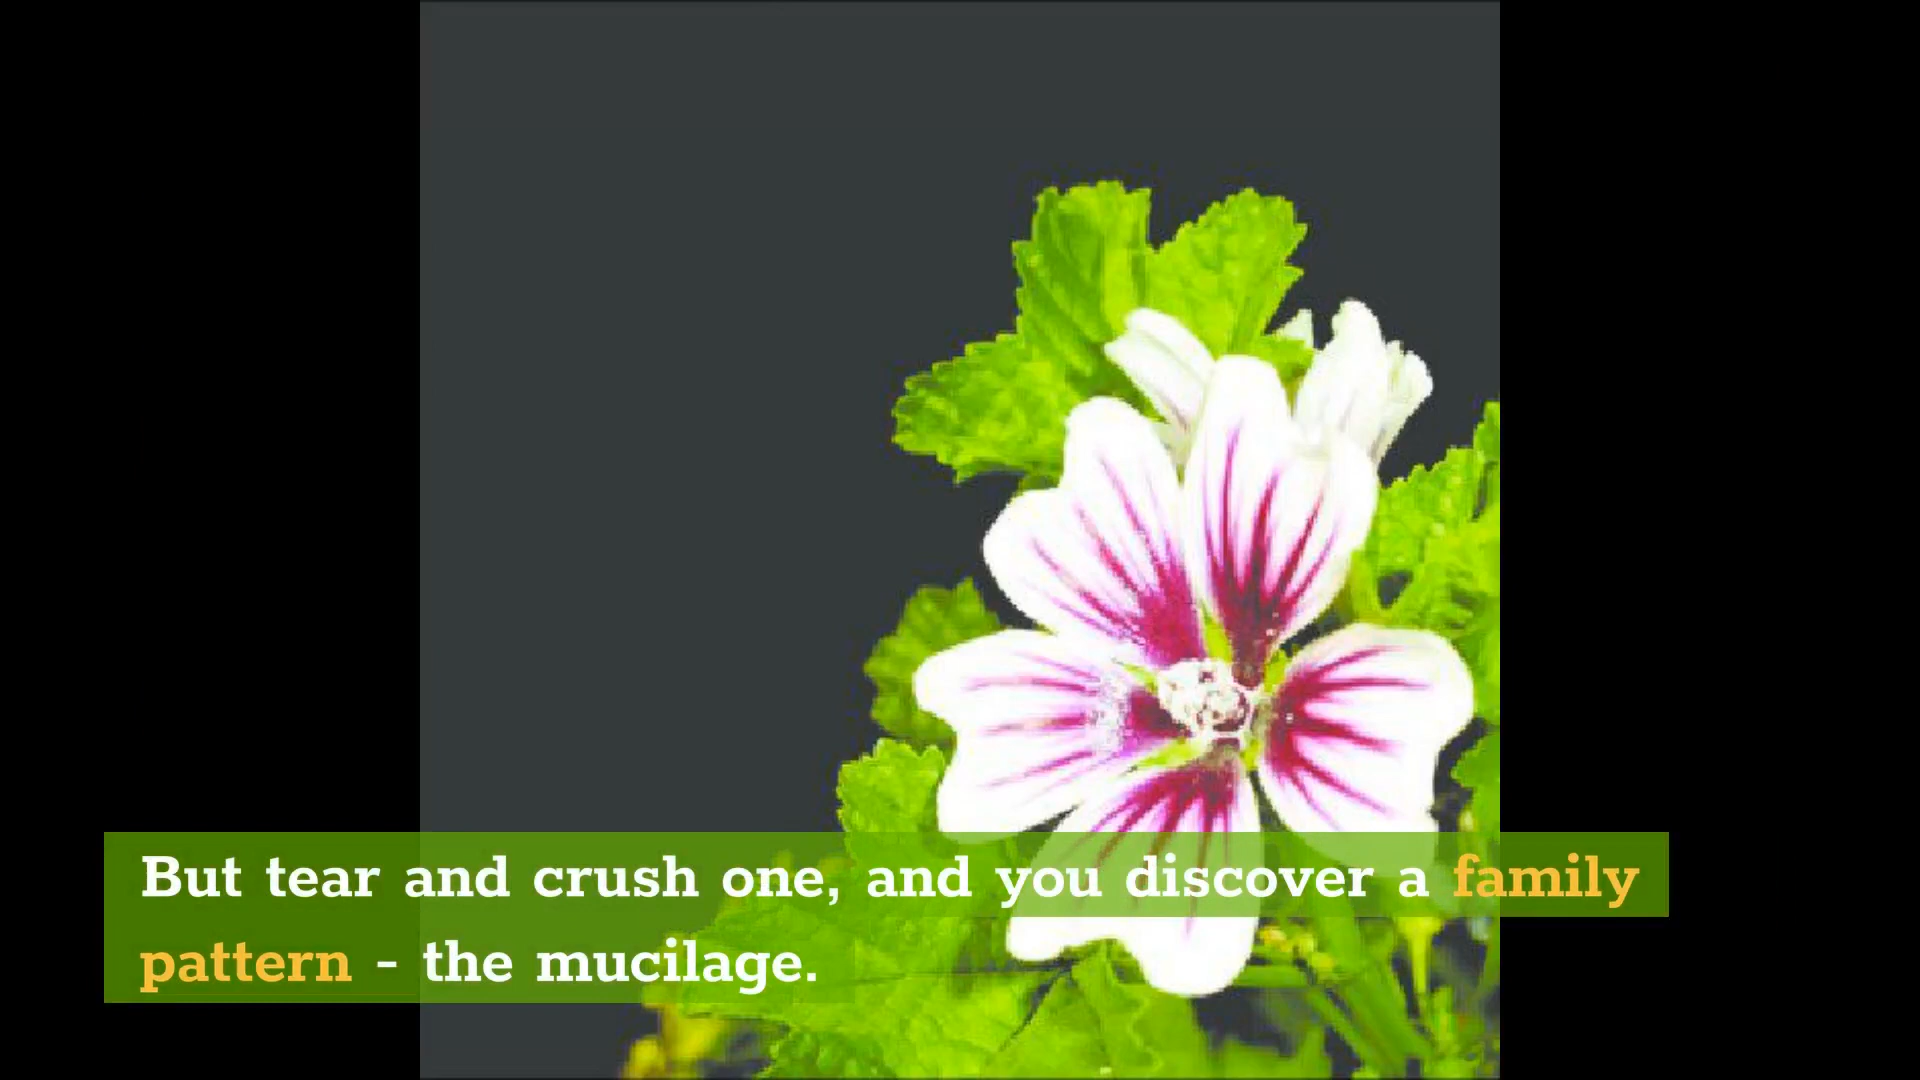 But tear and crush one, and you discover a family
pattern - the mucilage.